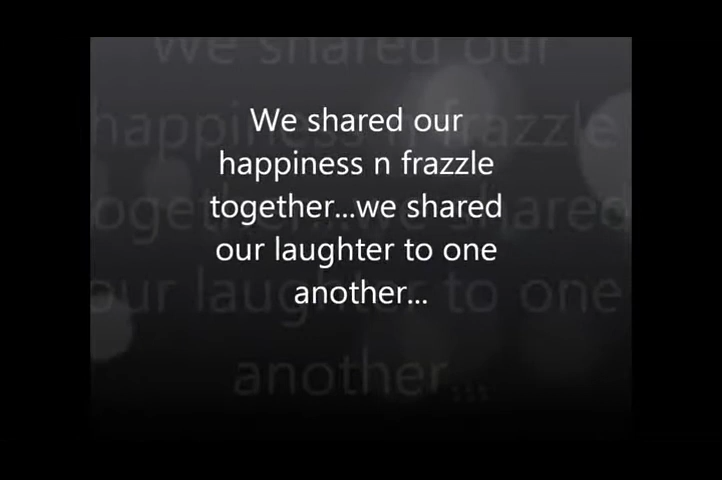 We shared our
happiness n frazzle
together...we shared
our laughter to one
another...